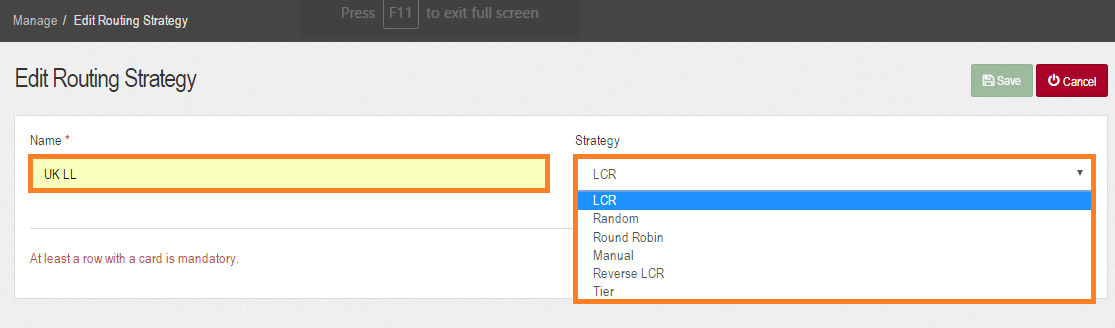 Press F11 to exit full screen
Manage / Edit Routing Strategy
Edit Routing Strategy
Save Cancel
Name * Strategy
UK LL LCR
LCR
Random
Round Robin
Manual
Reverse LCR
Tier
At least a row with a card is mandatory.